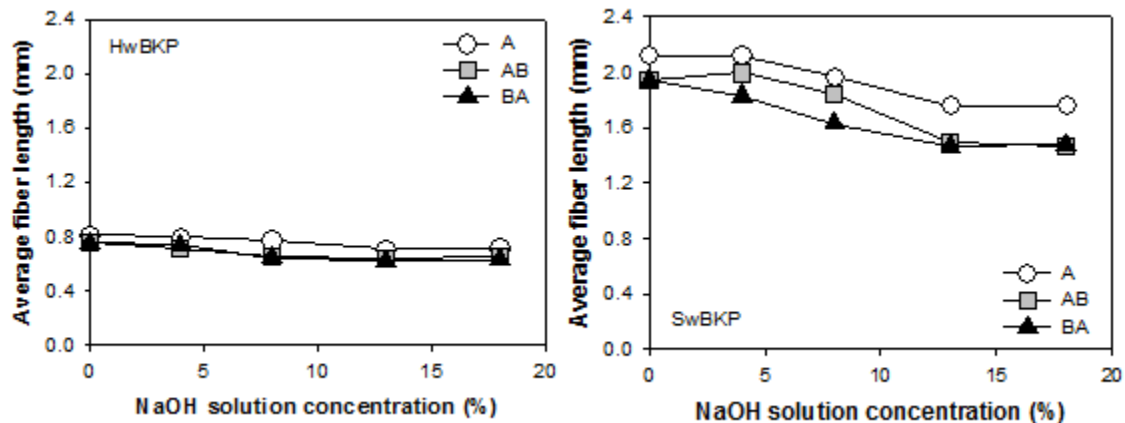 2.4
HwBKP
A
AB
BA
2.0
1.6
1.2
0.8
0.4
0.0
0
5
10
15
20
Average fiber length (mm)
NaOH solution concentration (%)
2.4
2.0
1.6
1.2
0.8
0.4
0.0
A
AB
BA
SwBKP
0
5
10
15
20
Average fiber length (mm)
NaOH solution concentration (%)